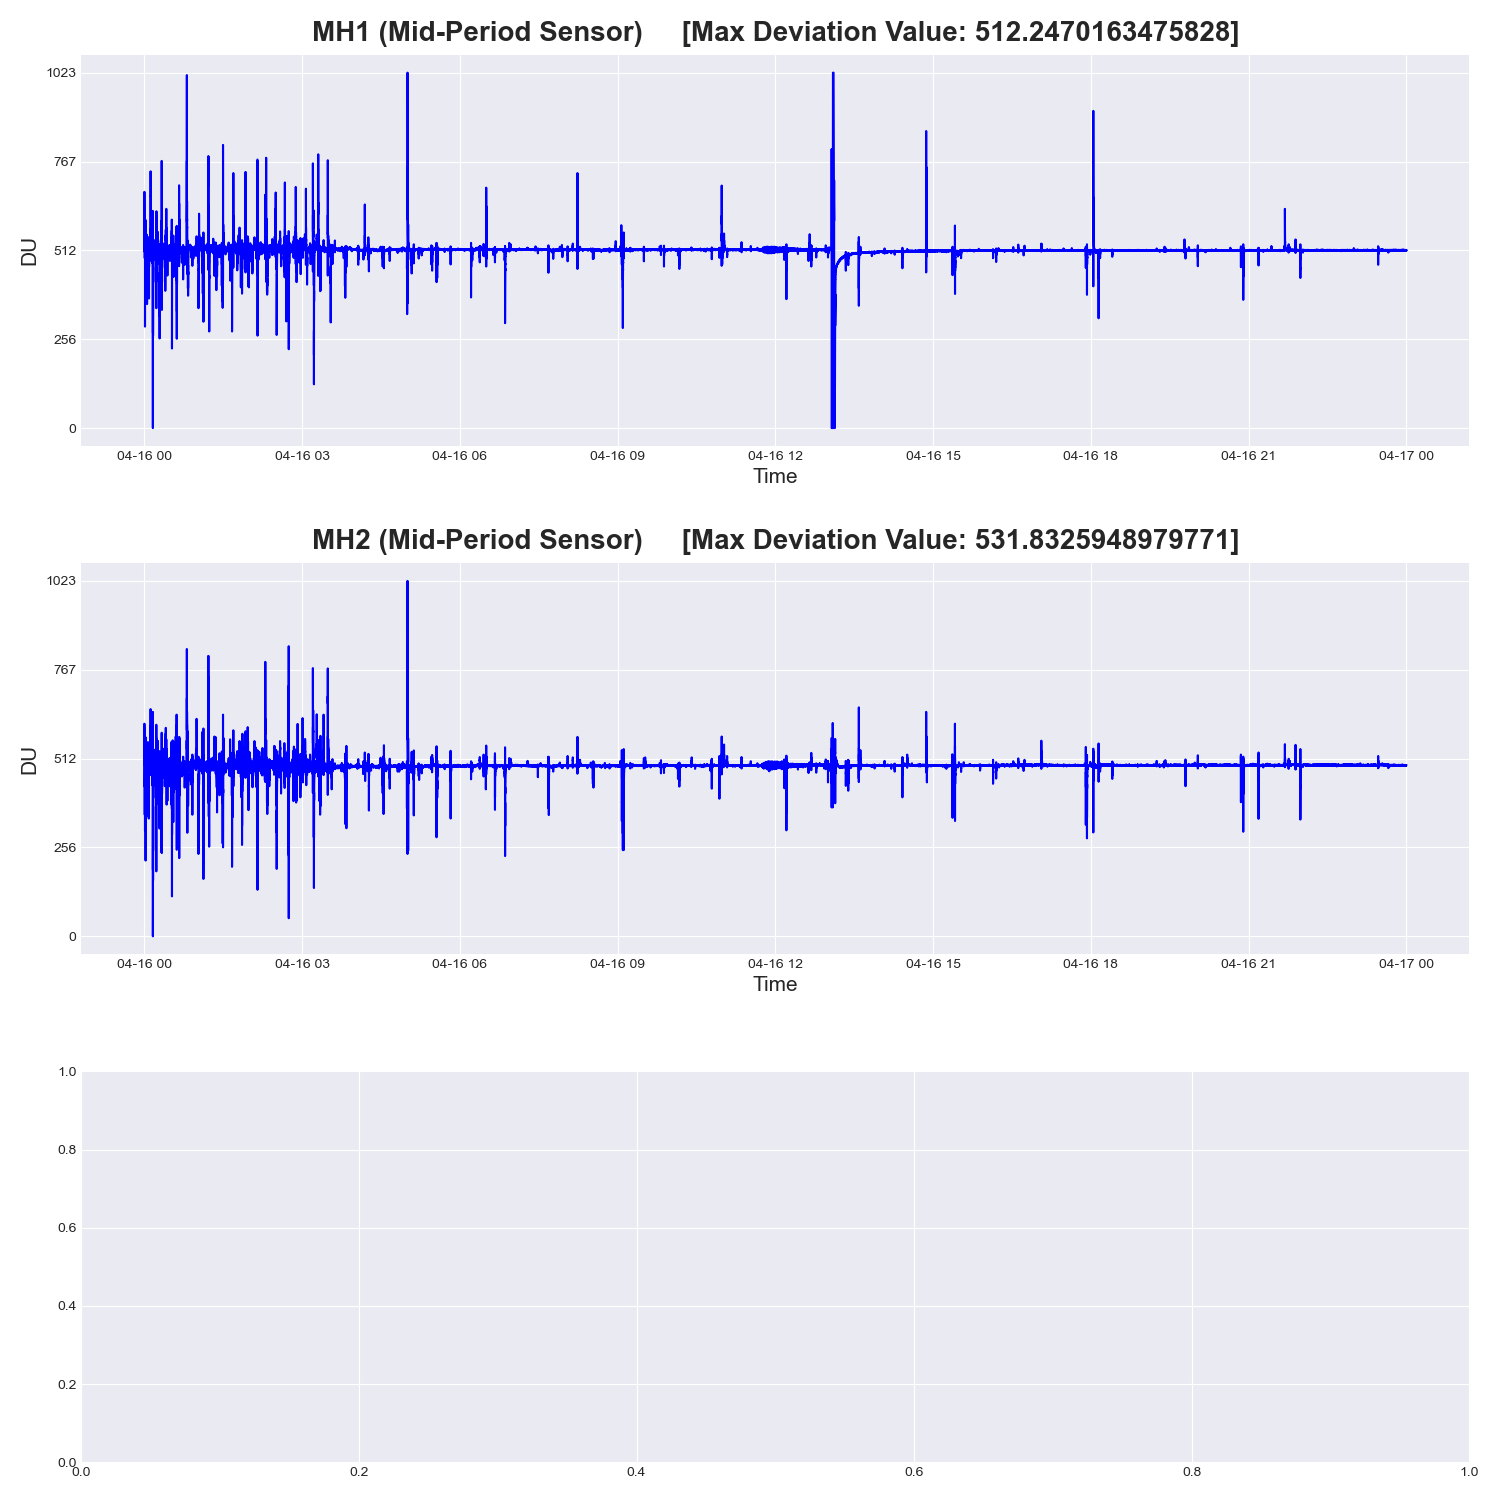 MH1 (Mid-Period Sensor) [Max Deviation Value: 512.2470163475828]
1023
767
512
256
0
DU
04-16 00 04-16 03 04-16 06 04-16 09 04-16 12 04-16 15 04-16 18 04-16 21 04-17 00
Time
MH2 (Mid-Period Sensor) [Max Deviation Value: 531.8325948979771]
1023
767
512
256
0
DU
04-16 00 04-16 03 04-16 06 04-16 09 04-16 12 04-16 15 04-16 18 04-16 21 04-17 00
Time
1.0
0.8
0.6
0.4
0.2
0.0
0.0 0.2 0.4 0.6 0.8 1.0